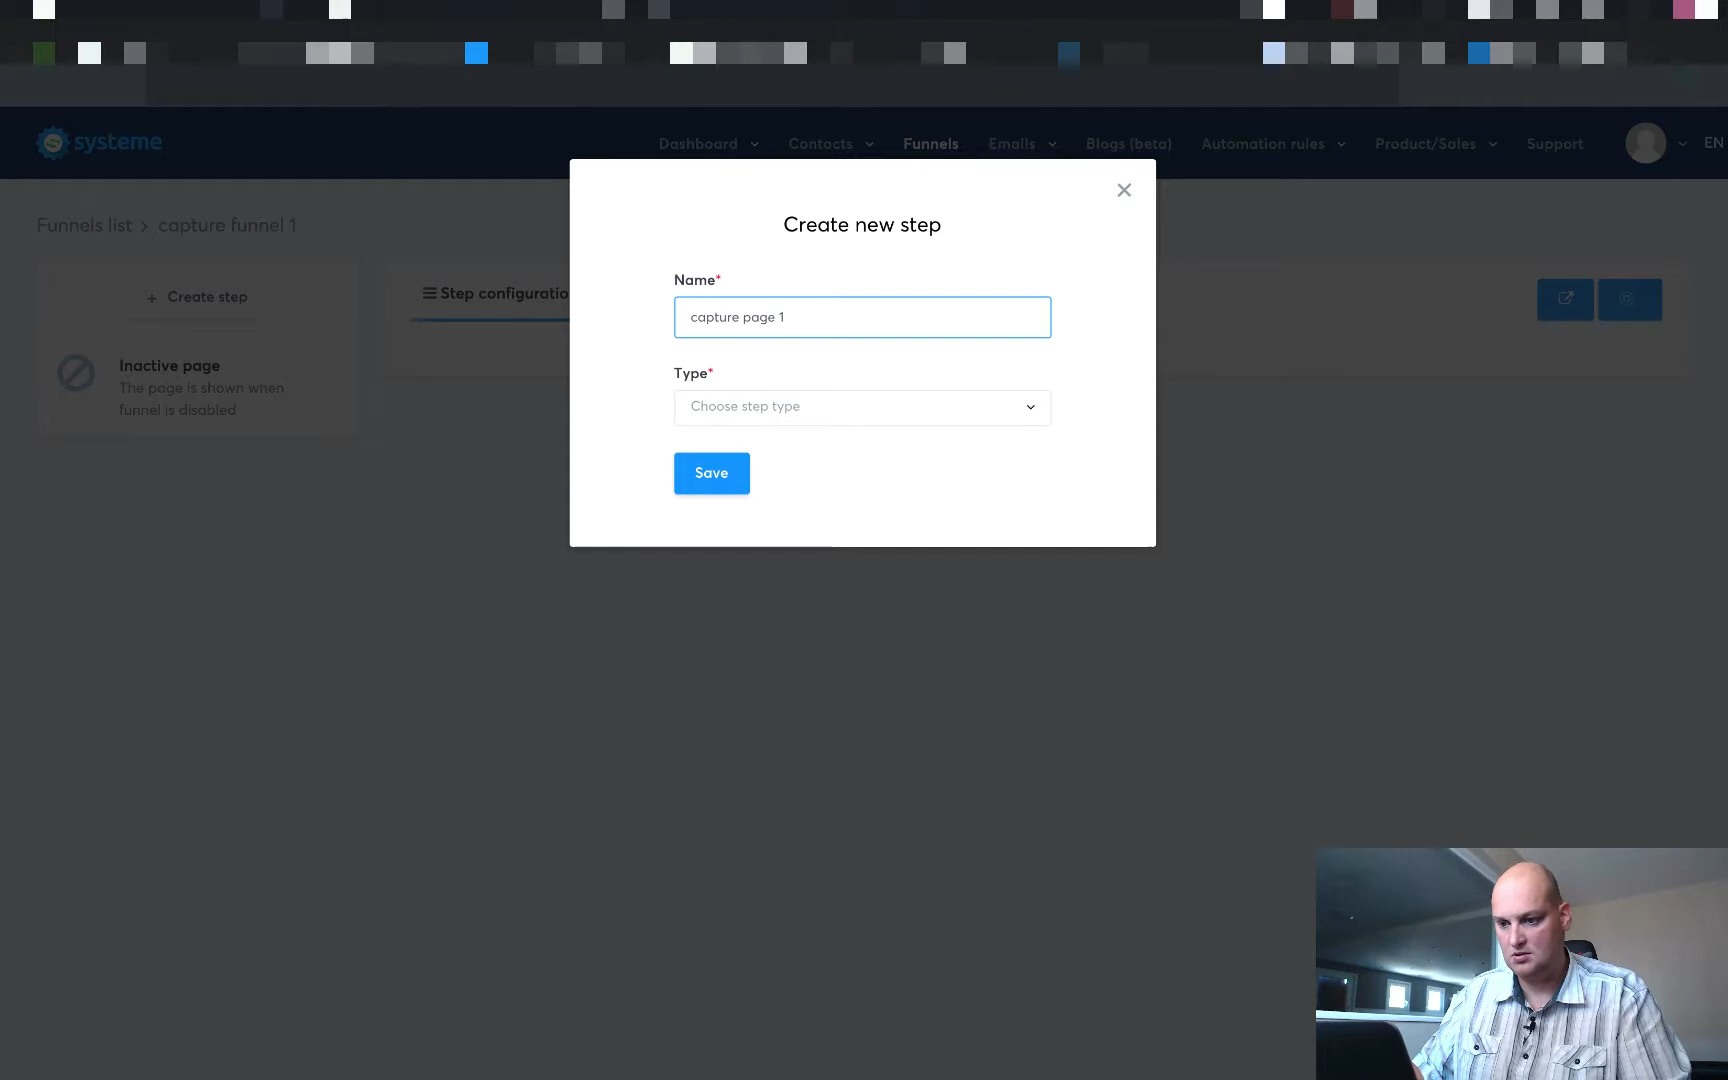 systeme
Dashboard Contacts Funnels Emails Blogs (beta) Automation rules Product/Sales Support EN
Funnels list > capture funnel 1
+ Create step
Inactive page
The page is shown when
funnel is disabled
Step configuratio
Create new step
Name*
capture page 1
Type*
Choose step type
Save